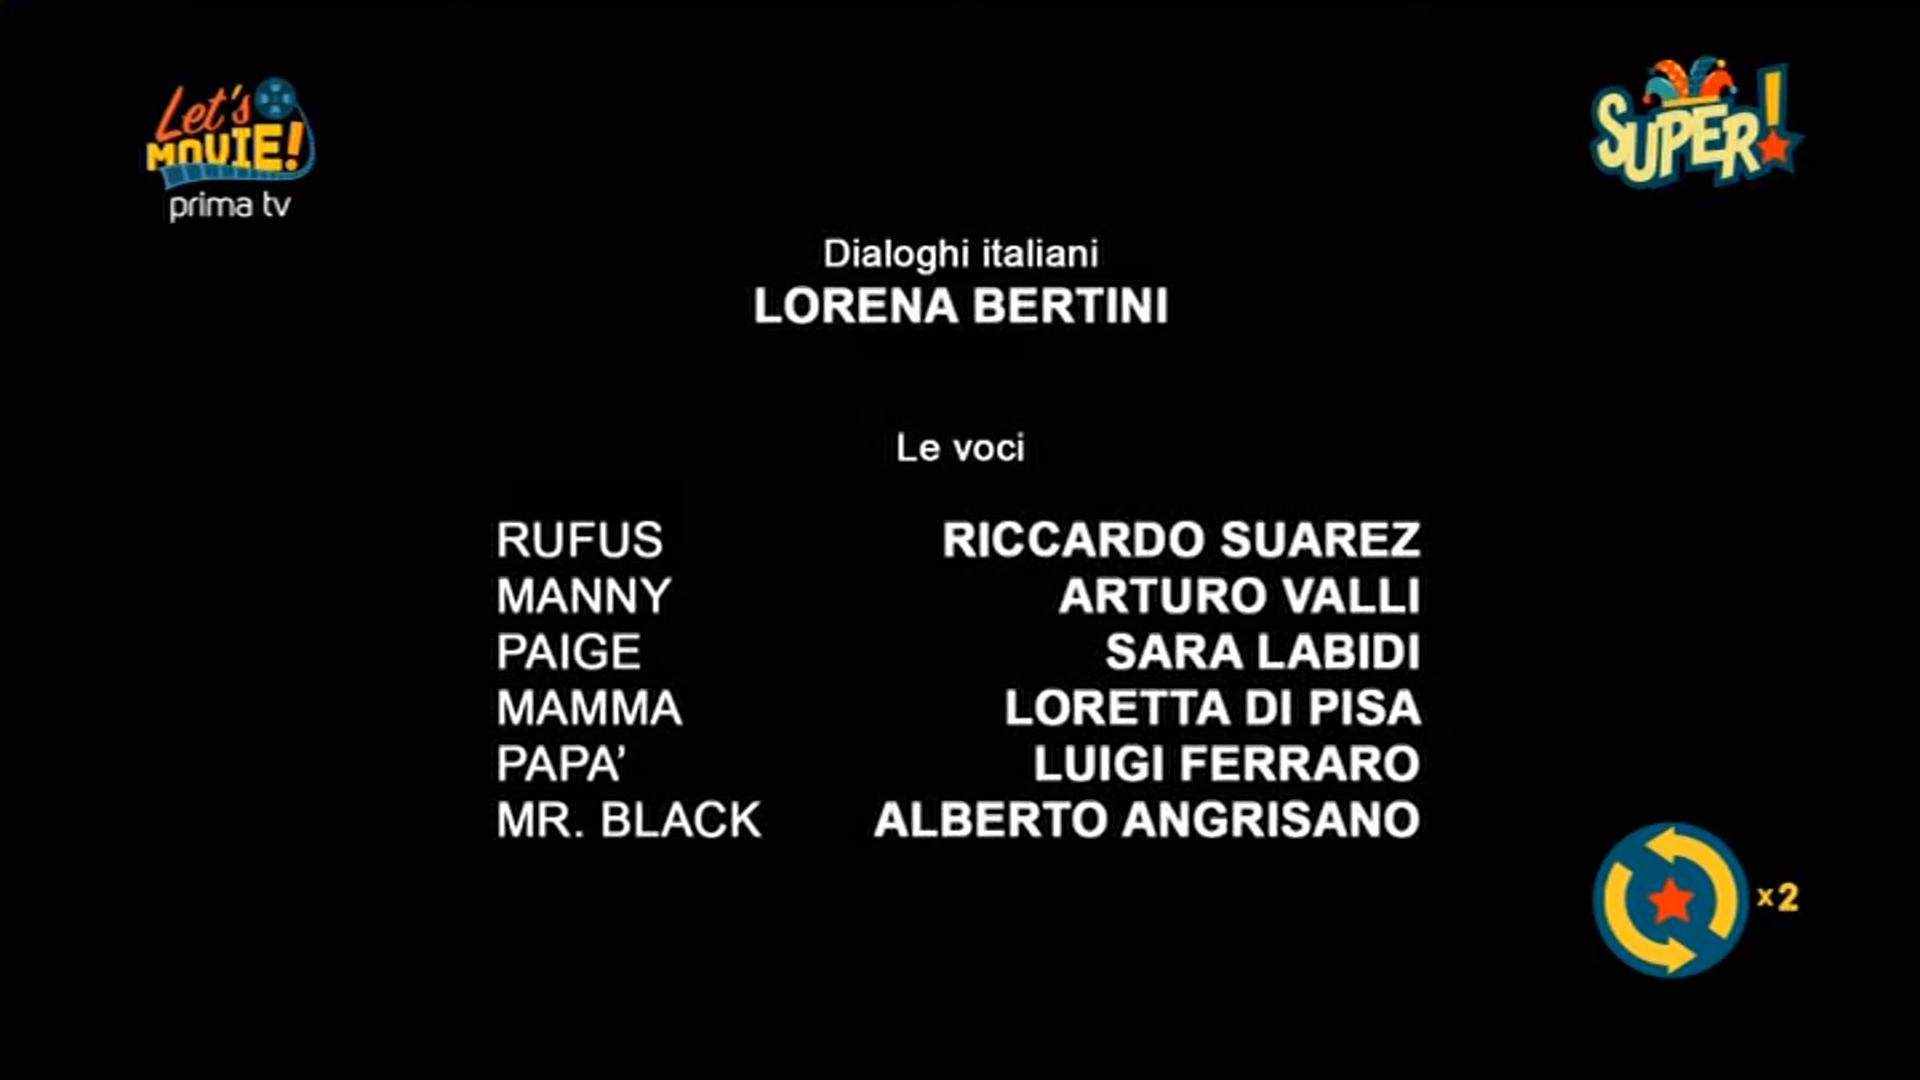 Let's
MOVIE!
prima tv
SUPER!
Dialoghi italiani
LORENA BERTINI
Le voci
RUFUS RICCARDO SUAREZ
MANNY ARTURO VALLI
PAIGE SARA LABIDI
MAMMA LORETTA DI PISA
PAPA' LUIGI FERRARO
MR. BLACK ALBERTO ANGRISANO
x2